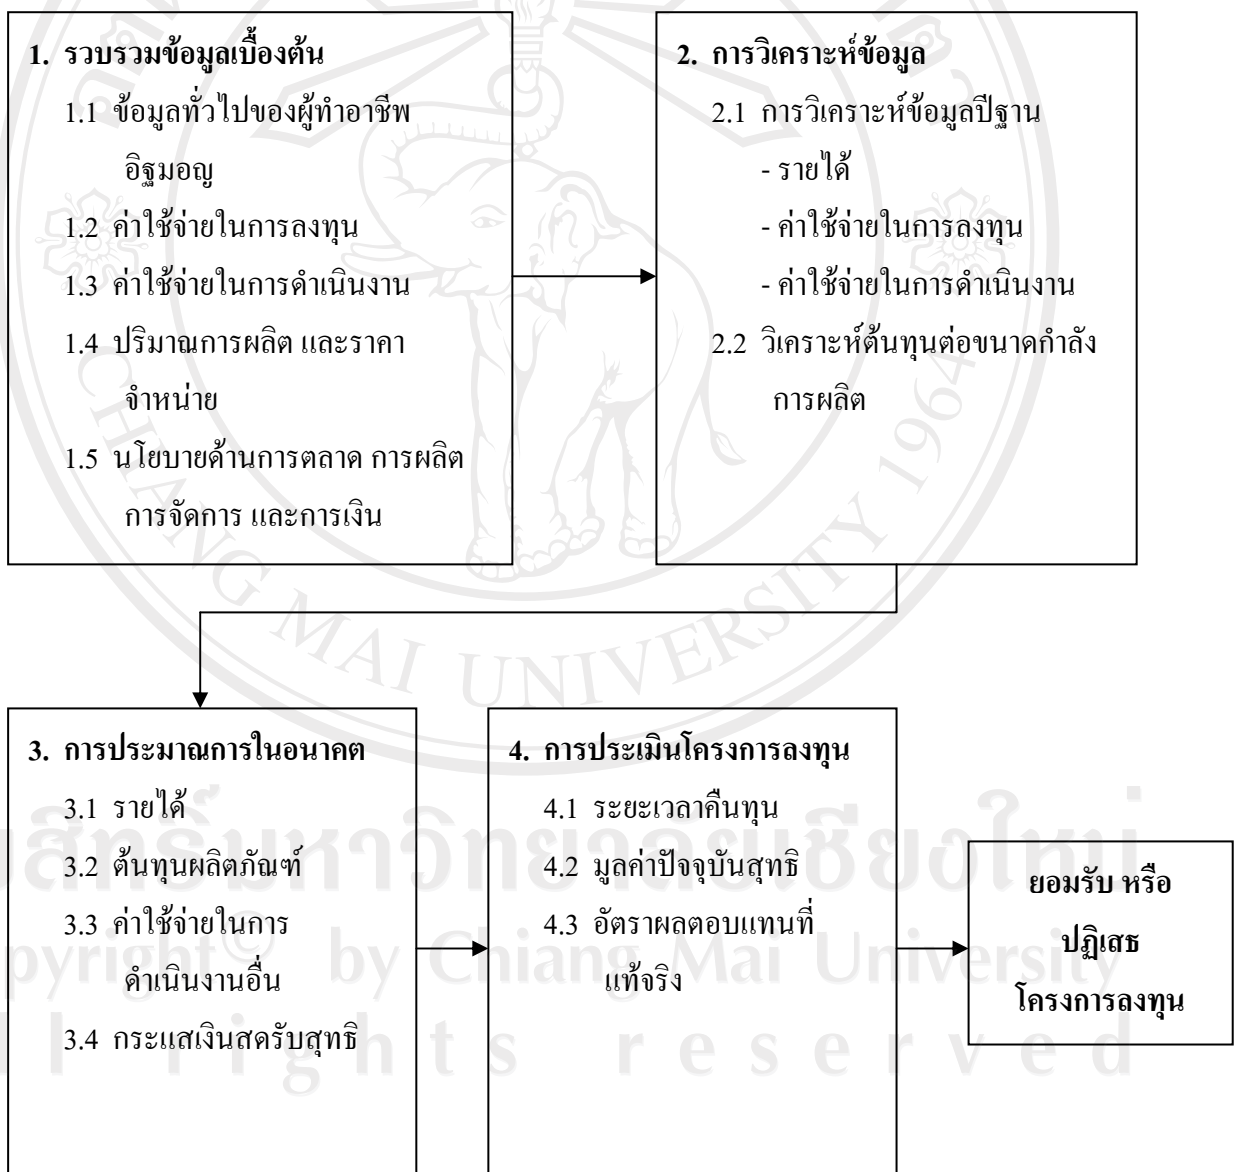 1. รวบรวมข้อมูลเบื้องต้น
1.1 ข้อมูลทั่วไปของผู้ทำอาชีพ
อิฐมอญ
1.2 ค่าใช้จ่ายในการลงทุน
1.3 ค่าใช้จ่ายในการดำเนินงาน
1.4 ปริมาณการผลิต และราคา
จำหน่าย
1.5 นโยบายด้านการตลาด การผลิต
การจัดการ และการเงิน
2. การวิเคราะห์ข้อมูล
2.1 การวิเคราะห์ข้อมูลปีฐาน
- รายได้
- ค่าใช้จ่ายในการลงทุน
- ค่าใช้จ่ายในการดำเนินงาน
2.2 วิเคราะห์ต้นทุนต่อขนาดกำลัง
การผลิต
3. การประมาณการในอนาคต
3.1 รายได้
3.2 ต้นทุนผลิตภัณฑ์
3.3 ค่าใช้จ่ายในการ
ดำเนินงานอื่น
3.4 กระแสเงินสดรับสุทธิ
4. การประเมินโครงการลงทุน
4.1 ระยะเวลาคืนทุน
4.2 มูลค่าปัจจุบันสุทธิ
4.3 อัตราผลตอบแทนที่
แท้จริง
ยอมรับ หรือ
ปฏิเสธ
โครงการลงทุน
CHIANG MAI UNIVERSITY 1964
สิทธิ์มหาวิทยาลัยเชียงใหม่
pyright© by Chiang Mai University
l rights reserved